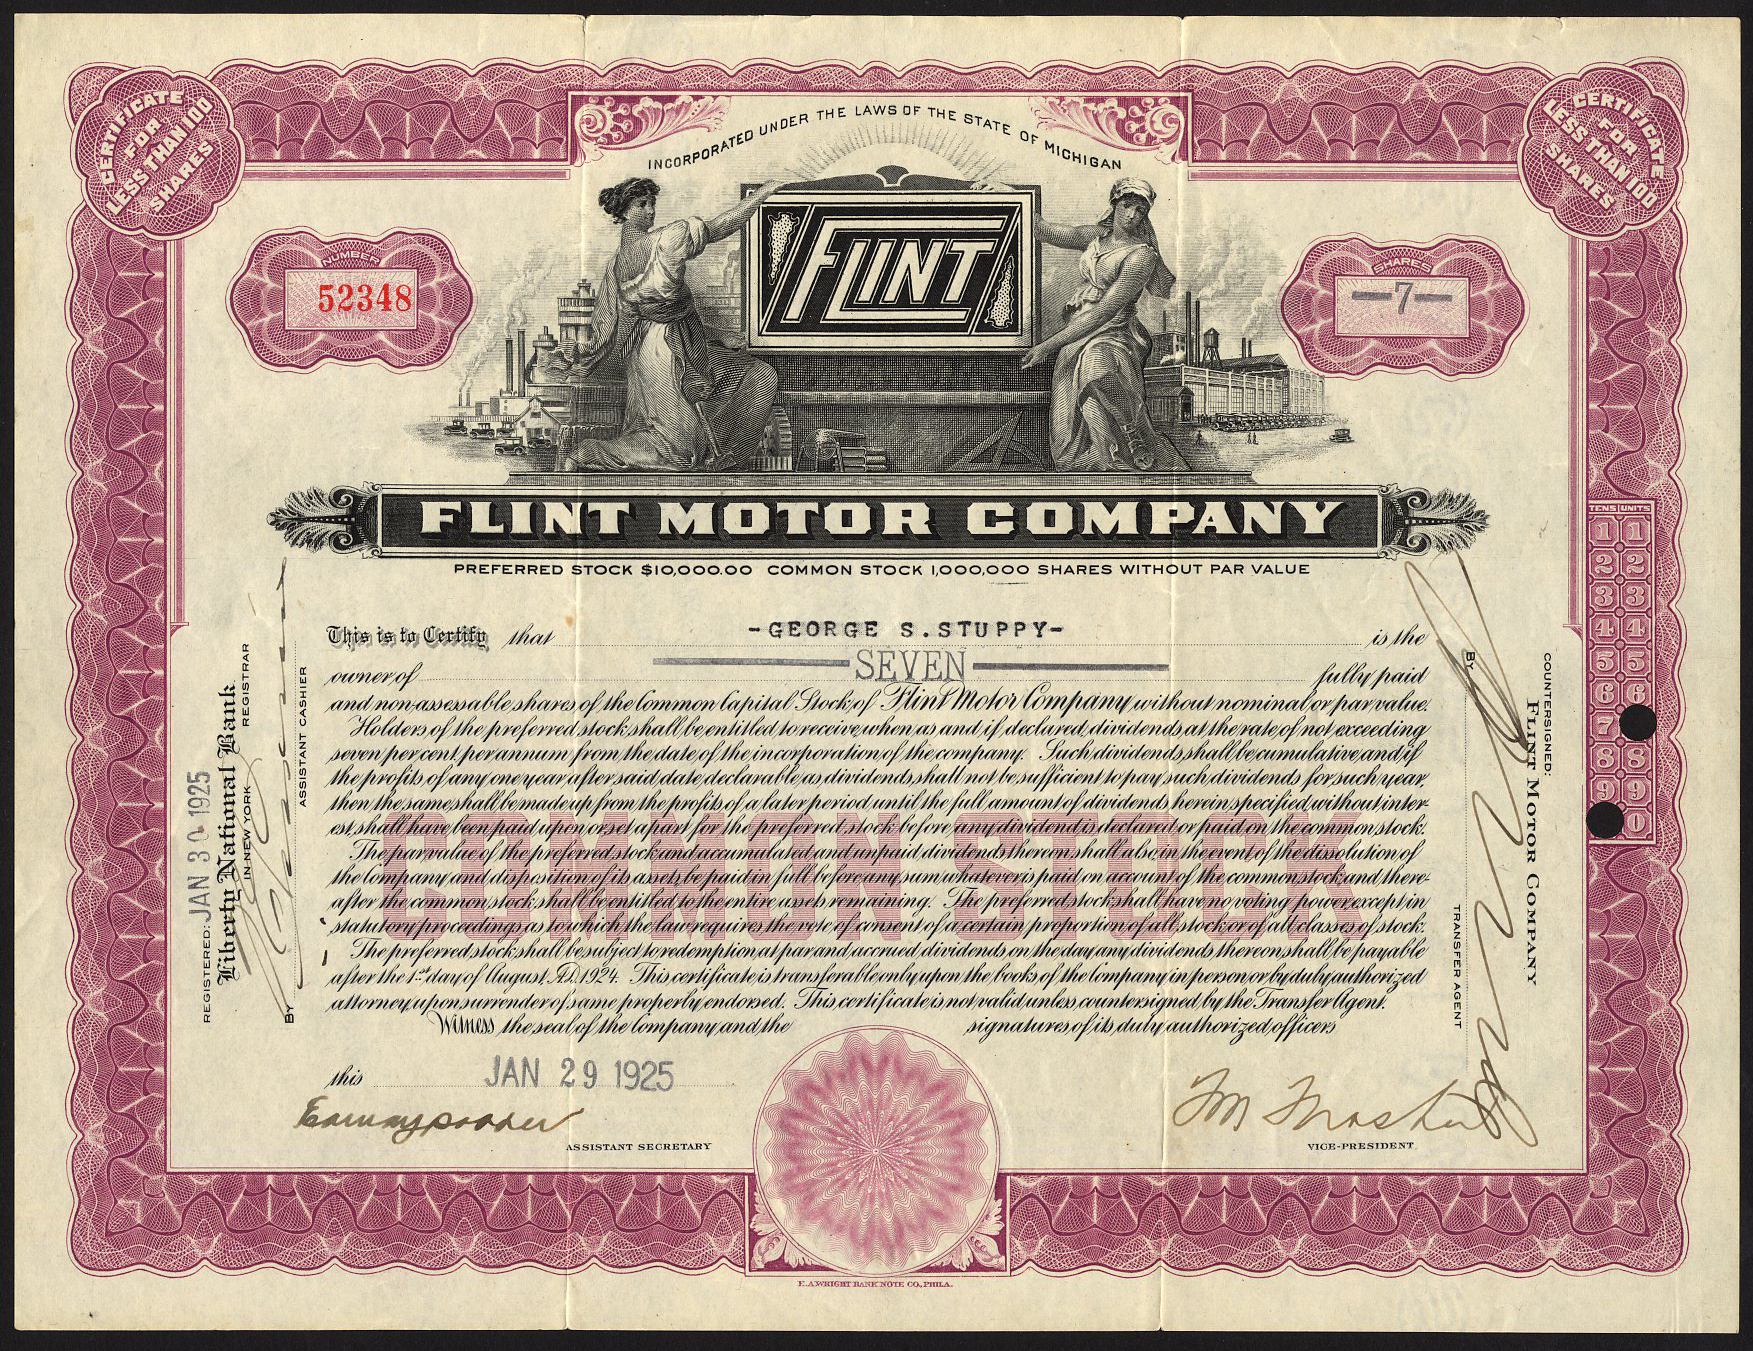 CERTIFICATE
FOR
LESS THAN 100
SHARES
INCORPORATED UNDER THE LAWS OF THE STATE OF MICHIGAN
CERTIFICATE
FOR
LESS THAN 100
SHARES
NUMBER
52348
FLINT
SHARES
—7—
FLINT MOTOR COMPANY
PREFERRED STOCK $10,000.00 COMMON STOCK 1,000,000 SHARES WITHOUT PAR VALUE
This is to Certify that -GEORGE S. STUPPY- is the
owner of SEVEN fully paid
and non-assessable shares of the Common Capital Stock of Flint Motor Company without nominal or par value.
Holders of the preferred stock shall be entitled to receive, when as and if declared, dividends at the rate of not exceeding
seven per cent. per annum from the date of the incorporation of the company. Such dividends shall be cumulative and if
the profits of any one year after said date, declarable as dividends, shall not be sufficient to pay such dividends for such year,
then the same shall be made up from the profits of a later period until the full amount of dividends herein specified, without inter-
est, shall have been paid upon or set apart for the preferred stock before any dividend is declared or paid on the common stock.
The par value of the preferred stock and accumulated and unpaid dividends thereon shall also, in the event of the dissolution of
the company and disposition of its assets, be paid in full before any sum whatever is paid on account of the common stock and there-
after the common stock shall be entitled to the entire assets remaining. The preferred stock shall have no voting power except in
statutory proceedings as to which the law requires the vote of consent of a certain proportion of all stock or of all classes of stock.
The preferred stock shall be subject to redemption at par and accrued dividends on the day any dividends thereon shall be payable
after the 1st day of August, A.D. 1924. This certificate is transferable only upon the books of the company in person or by duly authorized
attorney upon surrender of same properly endorsed. This certificate is not valid unless countersigned by the Transfer Agent.
Witness the seal of the company and the signatures of its duly authorized officers
this JAN 29 1925
ASSISTANT SECRETARY
VICE-PRESIDENT
COMMON STOCK
REGISTERED: JAN 30 1925
Liberty National Bank
IN NEW YORK REGISTRAR
BY
ASSISTANT CASHIER
COUNTERSIGNED:
FLINT MOTOR COMPANY
TRANSFER AGENT
BY
TENS UNITS
1 1
2 2
3 3
4 4
5 5
6 6
7
8 8
9 9
0
E.A.WRIGHT BANK NOTE CO., PHILA.